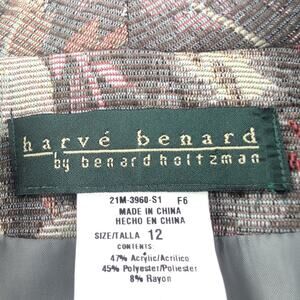 harvé benard
by benard holtzman
21M-3960-S1 F6
MADE IN CHINA
HECHO EN CHINA
SIZE/TALLA 12
CONTENTS
47% Acrylic/Acrilico
45% Polyester/Poliester
8% Rayon